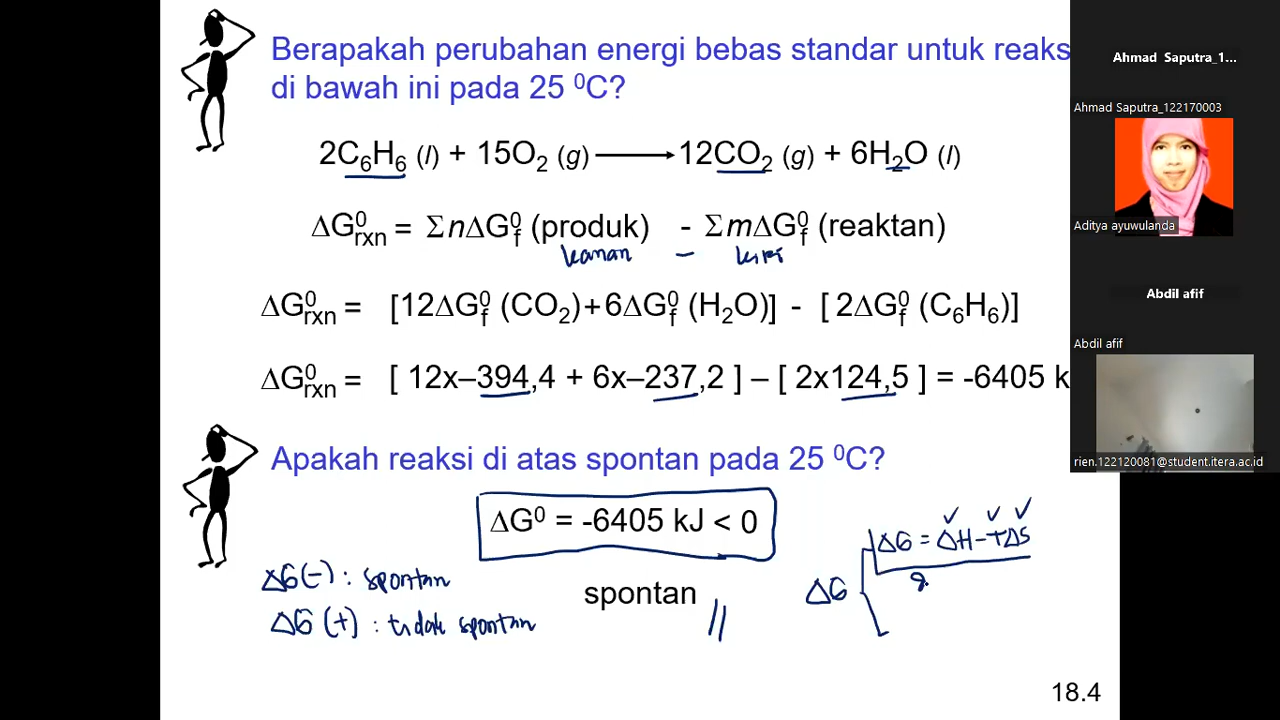 Berapakah perubahan energi bebas standar untuk reaks
di bawah ini pada 25 ⁰C?
2C₆H₆ (l) + 15O₂ (g) ⟶ 12CO₂ (g) + 6H₂O (l)
ΔG⁰rxn = Σ nΔG⁰f (produk) - Σ mΔG⁰f (reaktan)
kanan – kiri
ΔG⁰rxn = [12ΔG⁰f (CO₂)+6ΔG⁰f (H₂O)] - [ 2ΔG⁰f (C₆H₆)]
ΔG⁰rxn = [ 12x–394,4 + 6x–237,2 ] – [ 2x124,5 ] = -6405 k
Apakah reaksi di atas spontan pada 25 ⁰C?
ΔG⁰ = -6405 kJ < 0
spontan
ΔG(-) : spontan
ΔG (+) : tidak spontan
ΔG
ΔG = ΔH-TΔS
18.4
Ahmad Saputra_1...
Ahmad Saputra_122170003
Aditya ayuwulanda
Abdil afif
Abdil afif
rien.122120081@student.itera.ac.id